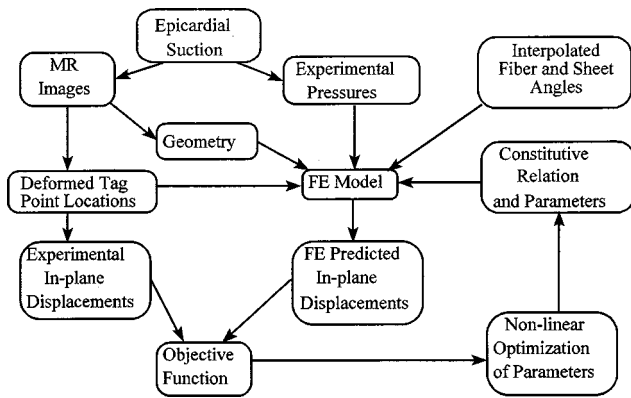 Epicardial
Suction
MR
Images
Experimental
Pressures
Interpolated
Fiber and Sheet
Angles
Geometry
Deformed Tag
Point Locations
FE Model
Constitutive
Relation
and Parameters
Experimental
In-plane
Displacements
FE Predicted
In-plane
Displacements
Objective
Function
Non-linear
Optimization
of Parameters